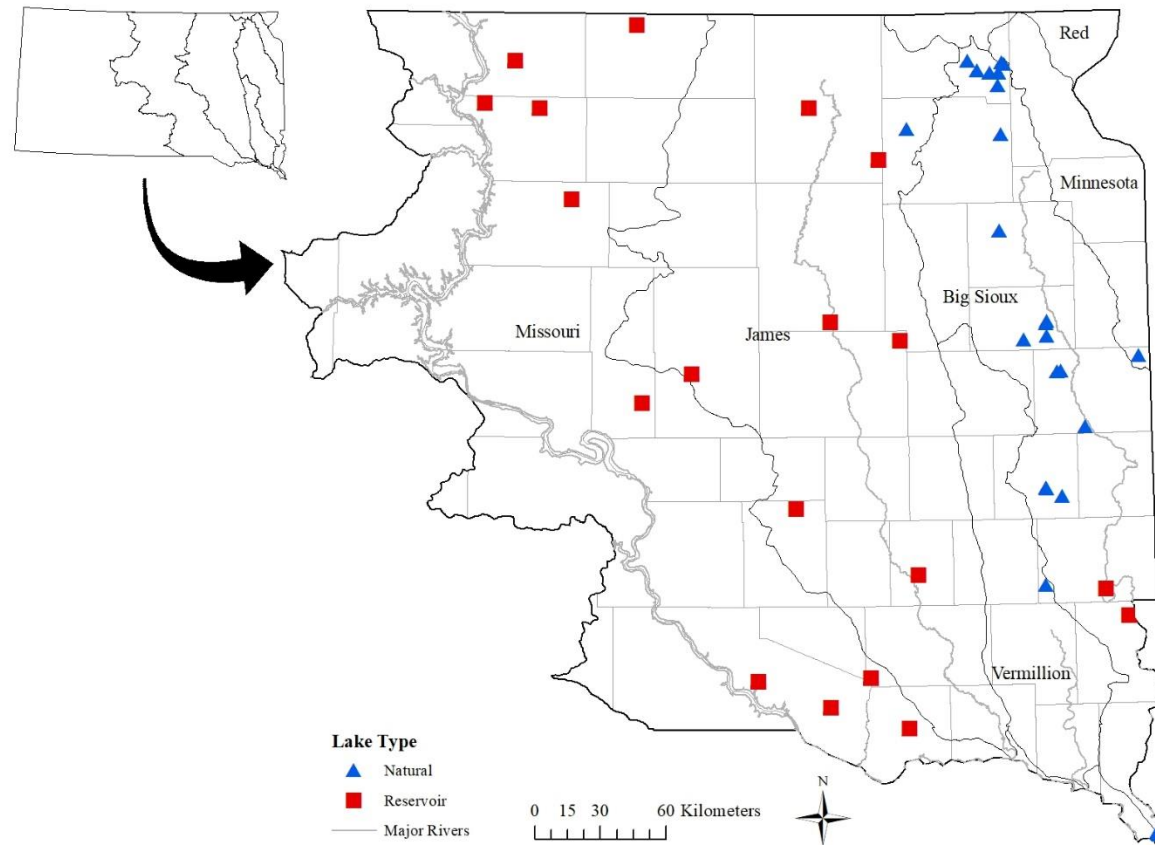 Red
Minnesota
Big Sioux
Missouri
James
Vermillion
Lake Type
Natural
Reservoir
Major Rivers
0 15 30 60 Kilometers
N